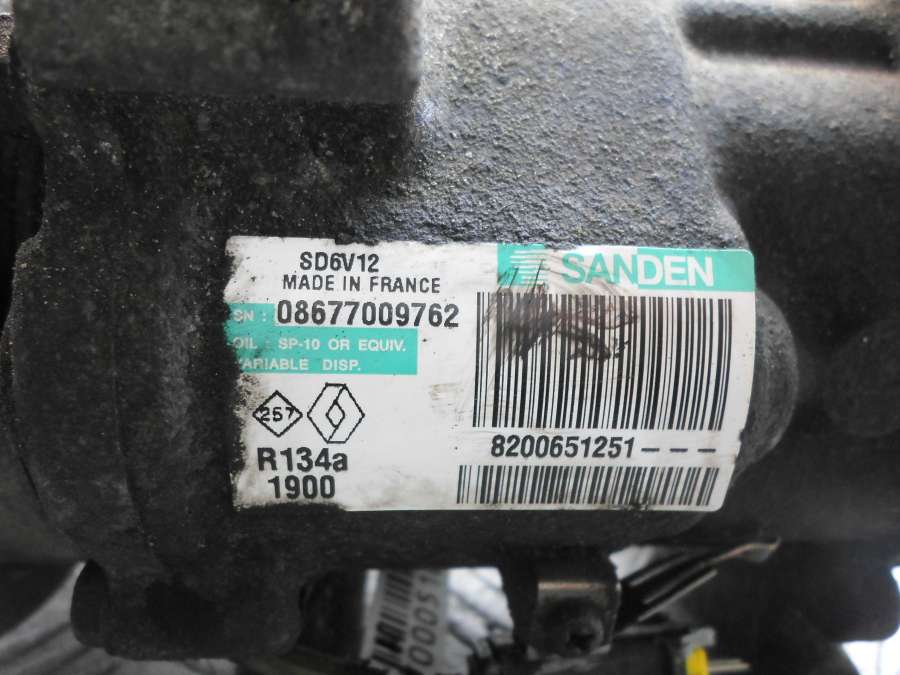 SD6V12
MADE IN FRANCE
SANDEN
SN : 08677009762
OIL : SP-10 OR EQUIV.
VARIABLE DISP.
257
R134a
1900
8200651251---